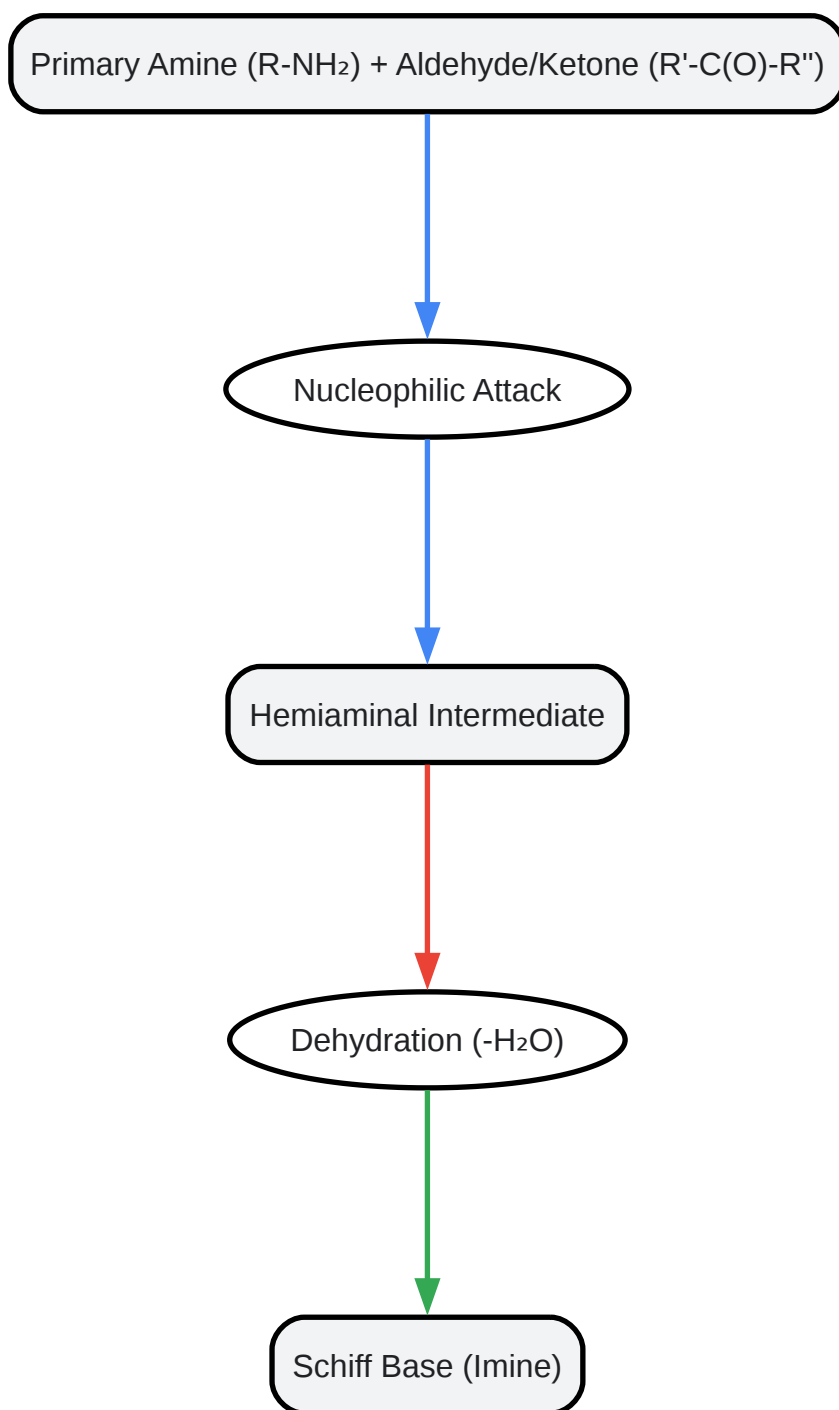 Primary Amine (R-NH₂) + Aldehyde/Ketone (R'-C(O)-R")
Nucleophilic Attack
Hemiaminal Intermediate
Dehydration (-H₂O)
Schiff Base (Imine)